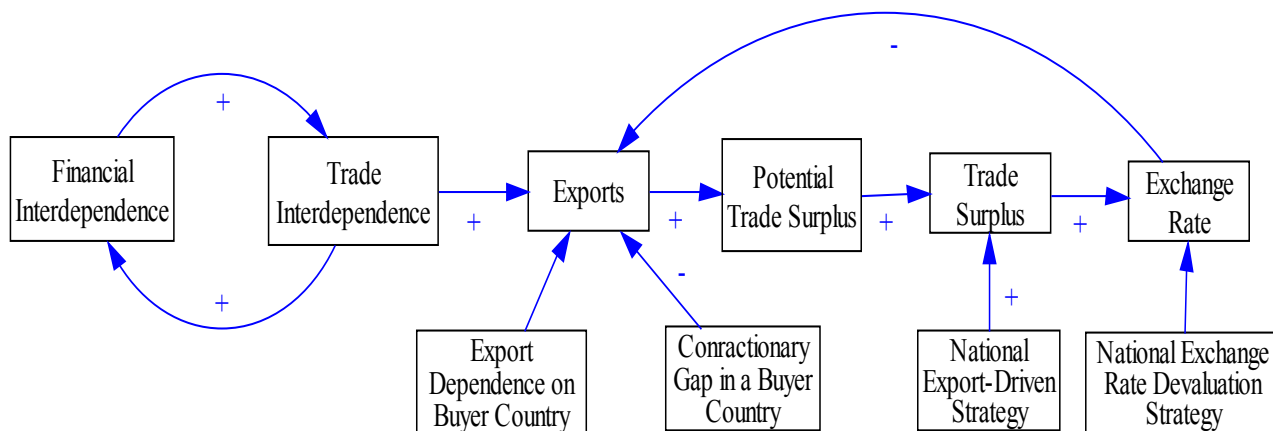 -
+
Financial
Interdependence
Trade
Interdependence
+
Exports
+
Potential
Trade Surplus
+
Trade
Surplus
+
Exchange
Rate
+
-
+
Export
Dependence on
Buyer Country
Conractionary
Gap in a Buyer
Country
National
Export-Driven
Strategy
National Exchange
Rate Devaluation
Strategy